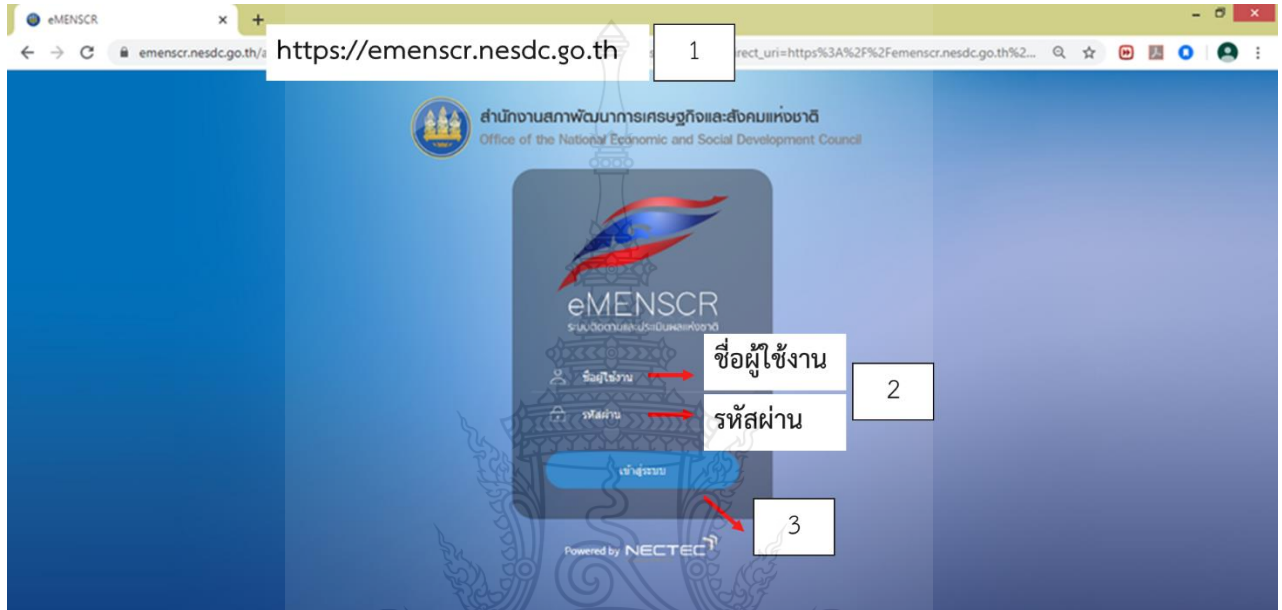 eMENSCR
emenscr.nesdc.go.th/a
https://emenscr.nesdc.go.th
1
rect_uri=https%3A%2F%2Femenscr.nesdc.go.th%2...
สำนักงานสภาพัฒนาการเศรษฐกิจและสังคมแห่งชาติ
Office of the National Economic and Social Development Council
eMENSCR
ระบบติดตามและประเมินผลแห่งชาติ
ชื่อผู้ใช้งาน
ชื่อผู้ใช้งาน
2
รหัสผ่าน
รหัสผ่าน
เข้าสู่ระบบ
3
Powered by NECTEC